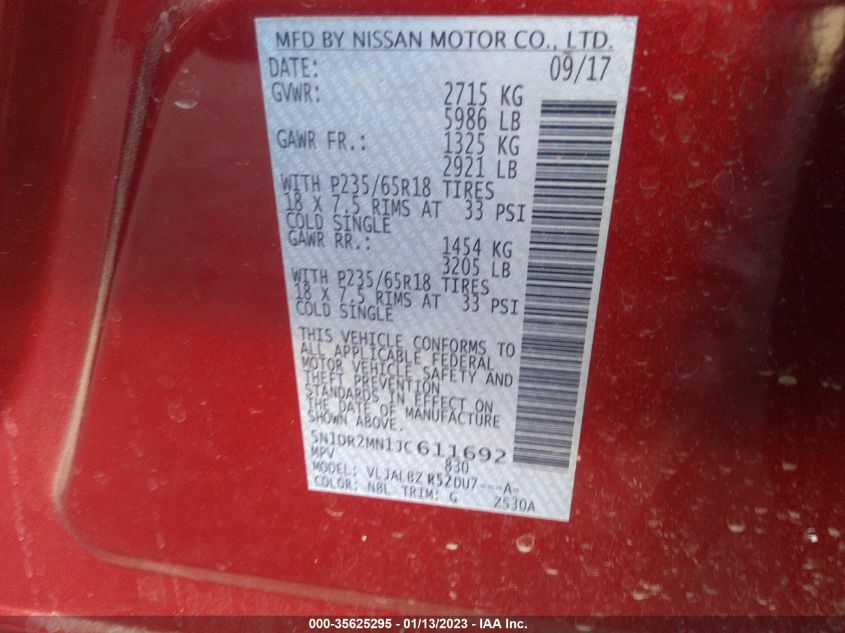 MFD BY NISSAN MOTOR CO., LTD.
DATE: 09/17
GVWR: 2715 KG
5986 LB
GAWR FR.: 1325 KG
2921 LB
WITH P235/65R18 TIRES
18 X 7.5 RIMS AT 33 PSI
COLD SINGLE
GAWR RR.: 1454 KG
3205 LB
WITH P235/65R18 TIRES
18 X 7.5 RIMS AT 33 PSI
COLD SINGLE
THIS VEHICLE CONFORMS TO
ALL APPLICABLE FEDERAL
MOTOR VEHICLE SAFETY AND
THEFT PREVENTION
STANDARDS IN EFFECT ON
THE DATE OF MANUFACTURE
SHOWN ABOVE.
5N1DR2MN1JC611692
MPV 830
MODEL: VLJALBZ R52DU7---A-
COLOR: NBL TRIM: G ZS30A
000-35625295 - 01/13/2023 - IAA Inc.